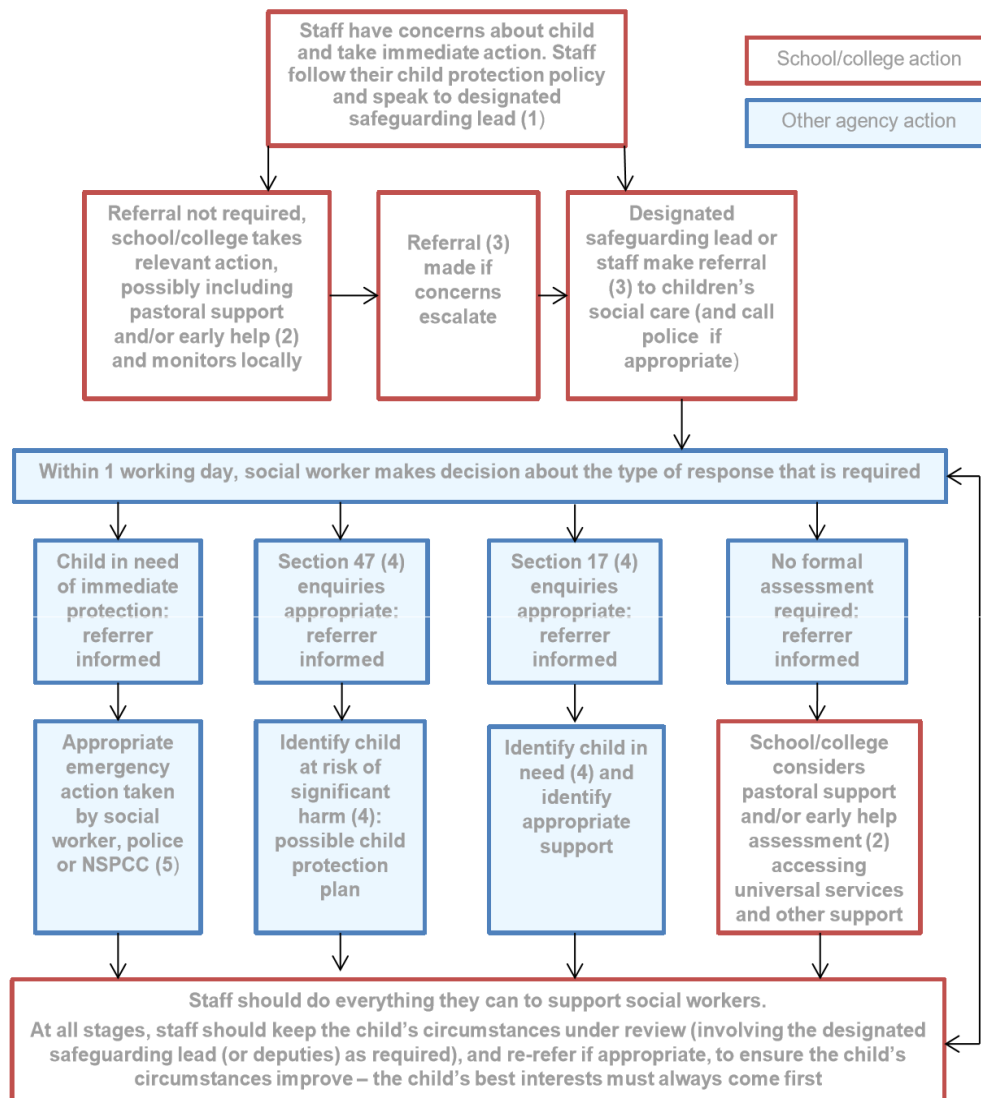 Staff have concerns about child
and take immediate action. Staff
follow their child protection policy
and speak to designated
safeguarding lead (1)
School/college action
Other agency action
Referral not required,
school/college takes
relevant action,
possibly including
pastoral support
and/or early help (2)
and monitors locally
Referral (3)
made if
concerns
escalate
Designated
safeguarding lead or
staff make referral
(3) to children’s
social care (and call
police if
appropriate)
Within 1 working day, social worker makes decision about the type of response that is required
Child in need
of immediate
protection:
referrer
informed
Section 47 (4)
enquiries
appropriate:
referrer
informed
Section 17 (4)
enquiries
appropriate:
referrer
informed
No formal
assessment
required:
referrer
informed
Appropriate
emergency
action taken
by social
worker, police
or NSPCC (5)
Identify child
at risk of
significant
harm (4):
possible child
protection
plan
Identify child in
need (4) and
identify
appropriate
support
School/college
considers
pastoral support
and/or early help
assessment (2)
accessing
universal services
and other support
Staff should do everything they can to support social workers.
At all stages, staff should keep the child’s circumstances under review (involving the designated
safeguarding lead (or deputies) as required), and re-refer if appropriate, to ensure the child’s
circumstances improve – the child’s best interests must always come first